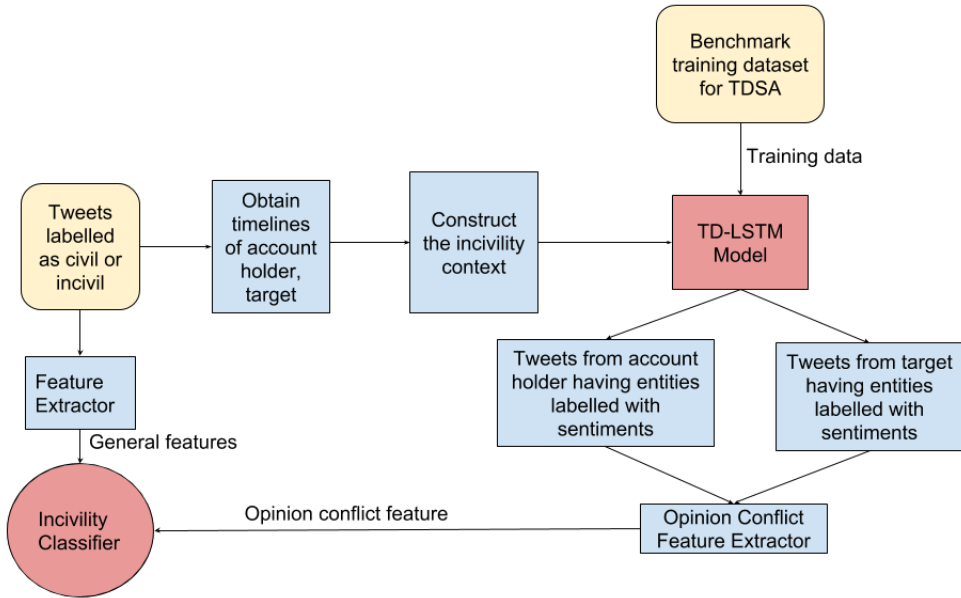 Benchmark
training dataset
for TDSA
Training data
Tweets
labelled
as civil or
incivil
Obtain
timelines
of account
holder,
target
Construct
the incivility
context
TD-LSTM
Model
Feature
Extractor
Tweets from account
holder having entities
labelled with
sentiments
Tweets from target
having entities
labelled with
sentiments
General features
Incivility
Classifier
Opinion conflict feature
Opinion Conflict
Feature Extractor